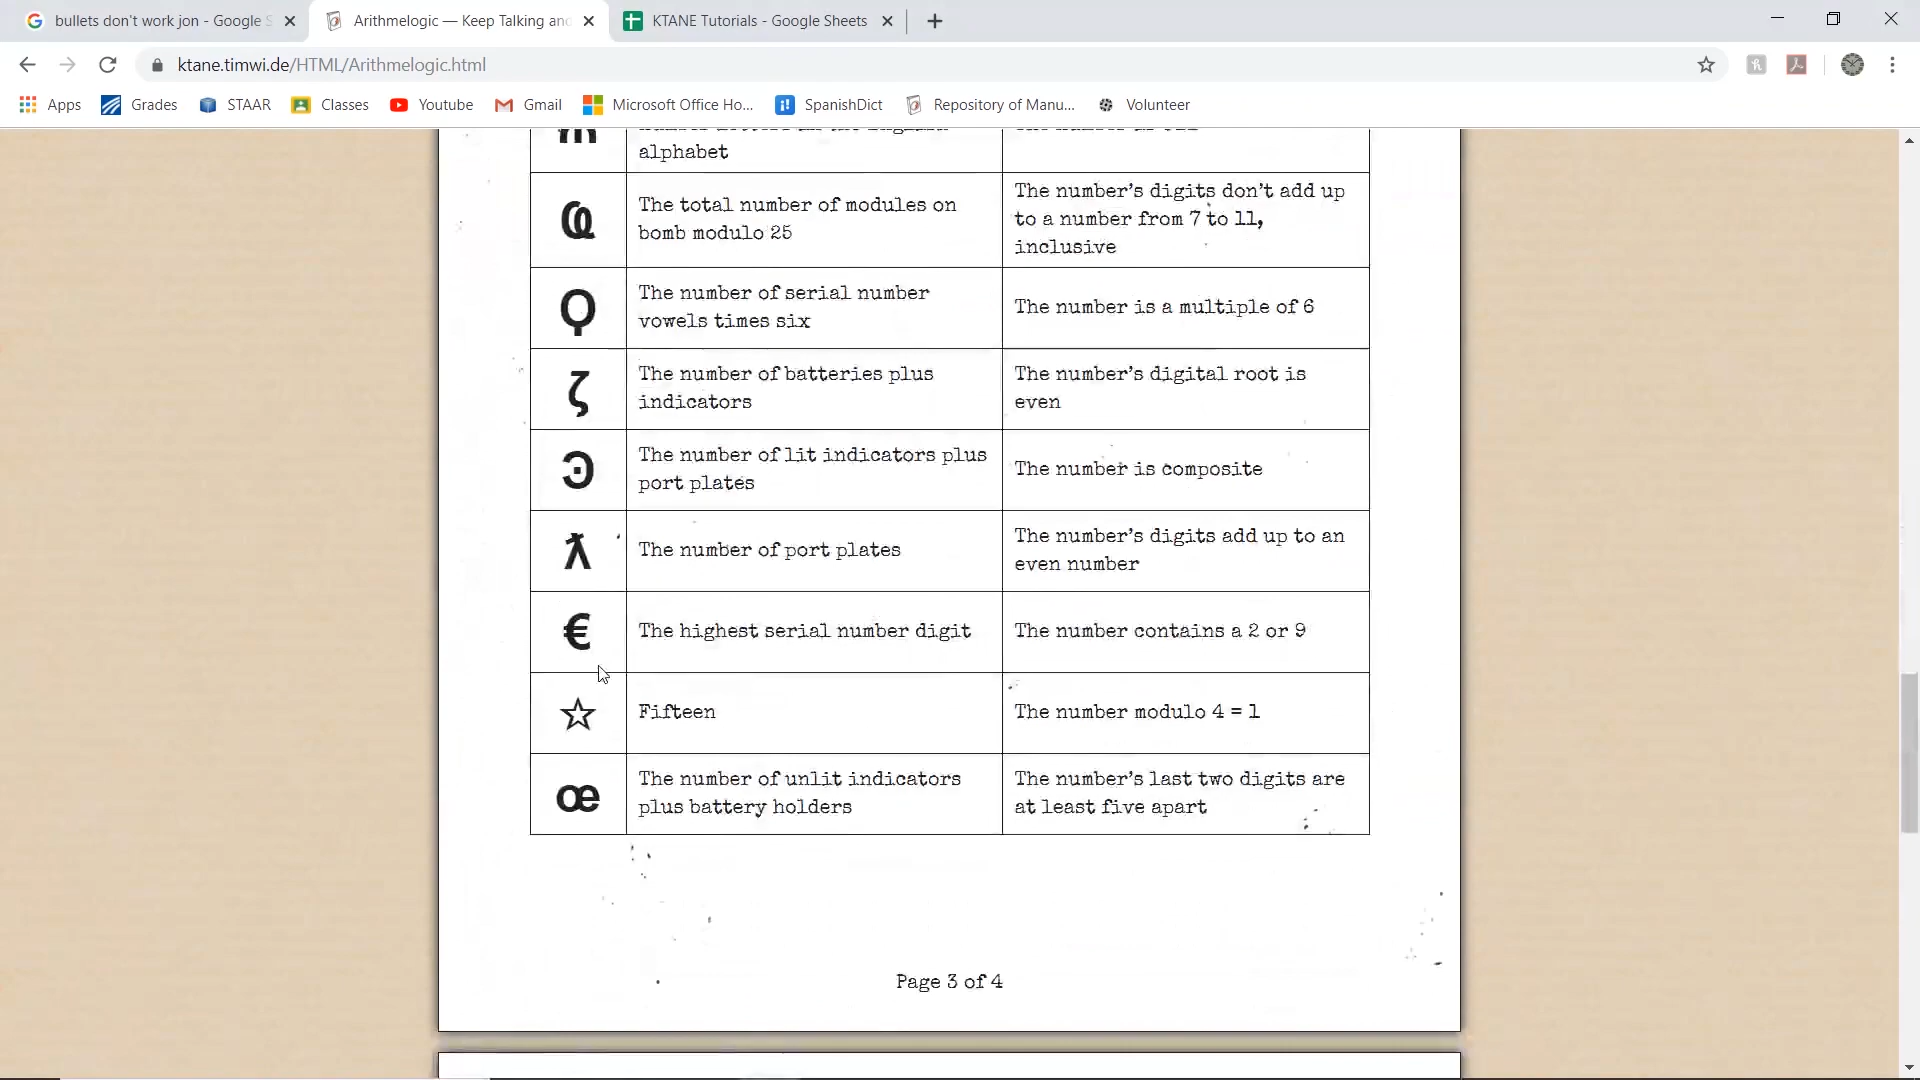 bullets don't work jon - Google S
Arithmelogic — Keep Talking and
KTANE Tutorials - Google Sheets
ktane.timwi.de/HTML/Arithmelogic.html
Apps
Grades
STAAR
Classes
Youtube
Gmail
Microsoft Office Ho...
SpanishDict
Repository of Manu...
Volunteer
alphabet
The total number of modules on
bomb modulo 25
The number's digits don't add up
to a number from 7 to 11,
inclusive
Ϙ
The number of serial number
vowels times six
The number is a multiple of 6
ζ
The number of batteries plus
indicators
The number's digital root is
even
The number of lit indicators plus
port plates
The number is composite
ƛ
The number of port plates
The number's digits add up to an
even number
€
The highest serial number digit
The number contains a 2 or 9
☆
Fifteen
The number modulo 4 = 1
œ
The number of unlit indicators
plus battery holders
The number's last two digits are
at least five apart
Page 3 of 4